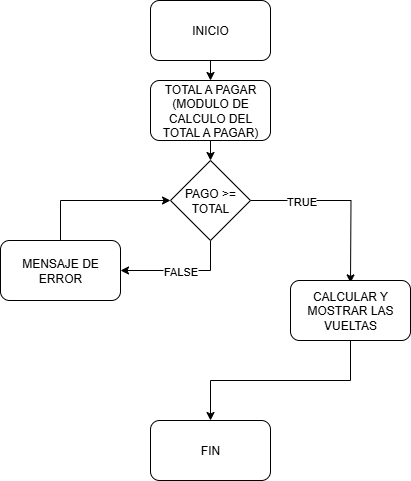 INICIO
TOTAL A PAGAR
(MODULO DE
CALCULO DEL
TOTAL A PAGAR)
PAGO >=
TOTAL
TRUE
MENSAJE DE
ERROR
FALSE
CALCULAR Y
MOSTRAR LAS
VUELTAS
FIN